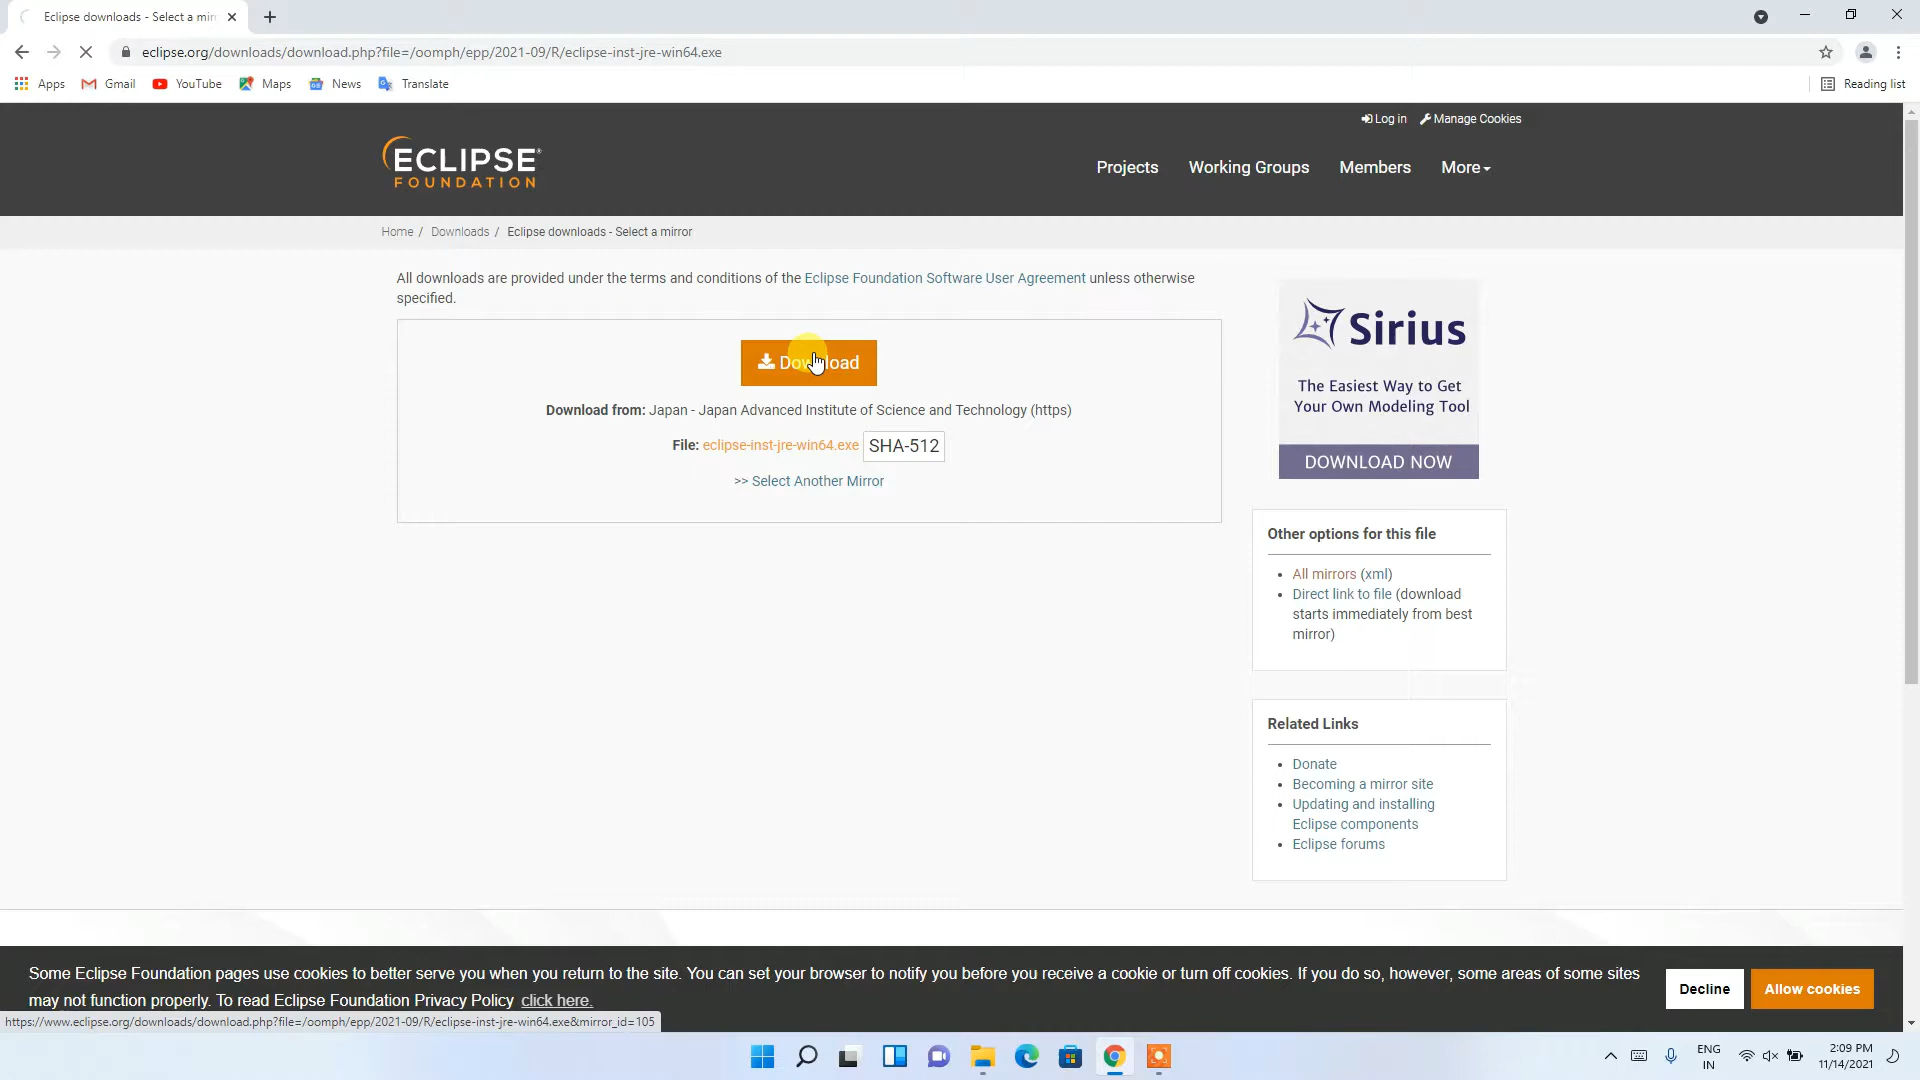 Eclipse downloads - Select a mirr
eclipse.org/downloads/download.php?file=/oomph/epp/2021-09/R/eclipse-inst-jre-win64.exe
Apps Gmail YouTube Maps News Translate Reading list
Log in Manage Cookies
ECLIPSE
FOUNDATION
Projects Working Groups Members More
Home / Downloads / Eclipse downloads - Select a mirror
All downloads are provided under the terms and conditions of the Eclipse Foundation Software User Agreement unless otherwise
specified.
Download
Download from: Japan - Japan Advanced Institute of Science and Technology (https)
File: eclipse-inst-jre-win64.exe SHA-512
>> Select Another Mirror
Sirius
The Easiest Way to Get
Your Own Modeling Tool
DOWNLOAD NOW
Other options for this file
All mirrors (xml)
Direct link to file (download
starts immediately from best
mirror)
Related Links
Donate
Becoming a mirror site
Updating and installing
Eclipse components
Eclipse forums
Some Eclipse Foundation pages use cookies to better serve you when you return to the site. You can set your browser to notify you before you receive a cookie or turn off cookies. If you do so, however, some areas of some sites
may not function properly. To read Eclipse Foundation Privacy Policy click here.
Decline Allow cookies
https://www.eclipse.org/downloads/download.php?file=/oomph/epp/2021-09/R/eclipse-inst-jre-win64.exe&mirror_id=105
ENG
IN
2:09 PM
11/14/2021